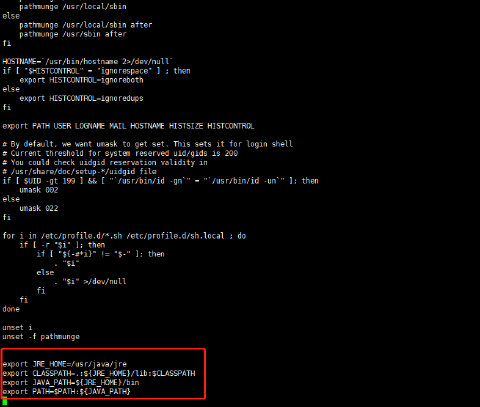 pathmunge /usr/local/sbin
else
pathmunge /usr/local/sbin after
pathmunge /usr/sbin after
fi
HOSTNAME=`/usr/bin/hostname 2>/dev/null`
if [ "$HISTCONTROL" = "ignorespace" ] ; then
export HISTCONTROL=ignoreboth
else
export HISTCONTROL=ignoredups
fi
export PATH USER LOGNAME MAIL HOSTNAME HISTSIZE HISTCONTROL
# By default, we want umask to get set. This sets it for login shell
# Current threshold for system reserved uid/gids is 200
# You could check uidgid reservation validity in
# /usr/share/doc/setup-*/uidgid file
if [ $UID -gt 199 ] && [ "`/usr/bin/id -gn`" = "`/usr/bin/id -un`" ]; then
umask 002
else
umask 022
fi
for i in /etc/profile.d/*.sh /etc/profile.d/sh.local ; do
if [ -r "$i" ]; then
if [ "${-#*i}" != "$-" ]; then
. "$i"
else
. "$i" >/dev/null
fi
fi
done
unset i
unset -f pathmunge
export JRE_HOME=/usr/java/jre
export CLASSPATH=.:${JRE_HOME}/lib:$CLASSPATH
export JAVA_PATH=${JRE_HOME}/bin
export PATH=$PATH:${JAVA_PATH}